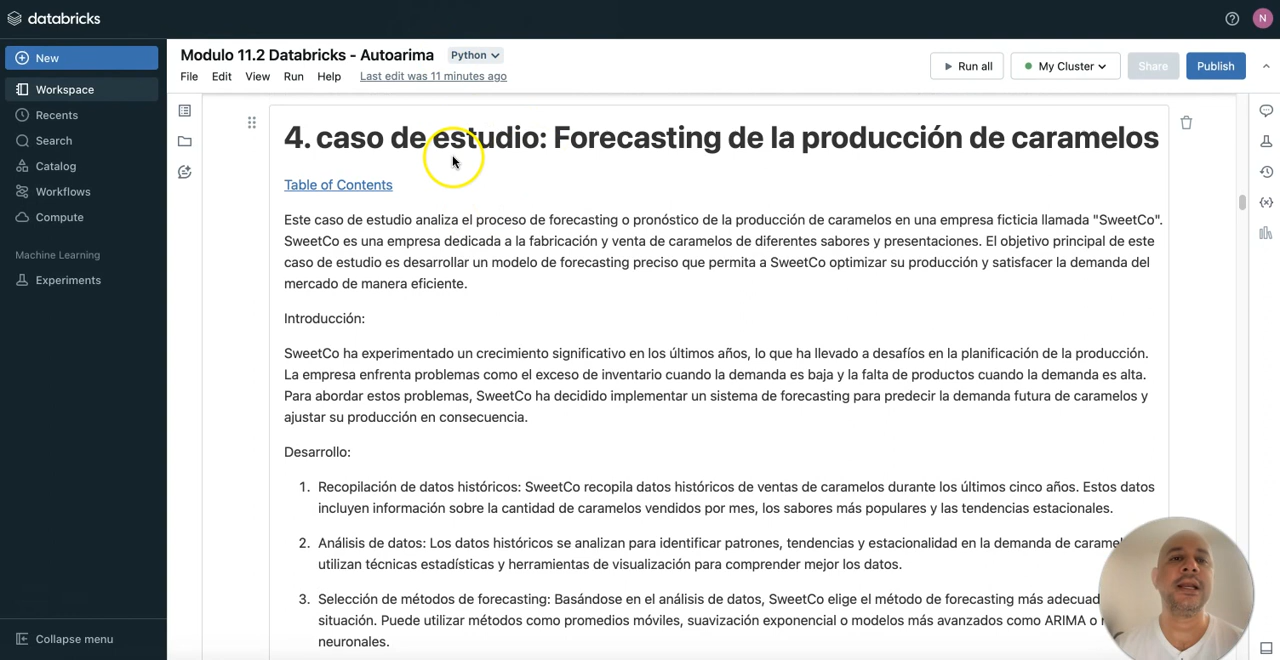 databricks
N
New
Modulo 11.2 Databricks - Autoarima Python
File Edit View Run Help Last edit was 11 minutes ago
Run all My Cluster Share Publish
Workspace
Recents
Search
Catalog
Workflows
Compute
Machine Learning
Experiments
Collapse menu
4. caso de estudio: Forecasting de la producción de caramelos
Table of Contents
Este caso de estudio analiza el proceso de forecasting o pronóstico de la producción de caramelos en una empresa ficticia llamada "SweetCo".
SweetCo es una empresa dedicada a la fabricación y venta de caramelos de diferentes sabores y presentaciones. El objetivo principal de este
caso de estudio es desarrollar un modelo de forecasting preciso que permita a SweetCo optimizar su producción y satisfacer la demanda del
mercado de manera eficiente.
Introducción:
SweetCo ha experimentado un crecimiento significativo en los últimos años, lo que ha llevado a desafíos en la planificación de la producción.
La empresa enfrenta problemas como el exceso de inventario cuando la demanda es baja y la falta de productos cuando la demanda es alta.
Para abordar estos problemas, SweetCo ha decidido implementar un sistema de forecasting para predecir la demanda futura de caramelos y
ajustar su producción en consecuencia.
Desarrollo:
1. Recopilación de datos históricos: SweetCo recopila datos históricos de ventas de caramelos durante los últimos cinco años. Estos datos
incluyen información sobre la cantidad de caramelos vendidos por mes, los sabores más populares y las tendencias estacionales.
2. Análisis de datos: Los datos históricos se analizan para identificar patrones, tendencias y estacionalidad en la demanda de
utilizan técnicas estadísticas y herramientas de visualización para comprender mejor los datos.
3. Selección de métodos de forecasting: Basándose en el análisis de datos, SweetCo elige el método de forecasting más
situación. Puede utilizar métodos como promedios móviles, suavización exponencial o modelos más avanzados como ARIMA o
neuronales.